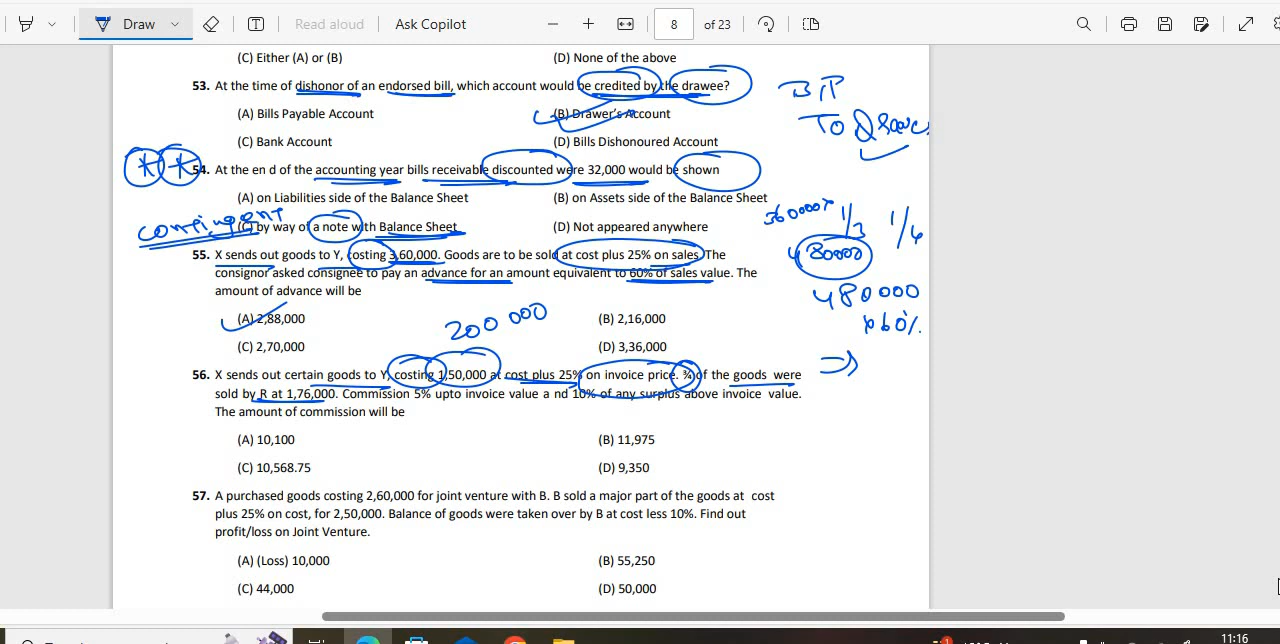 Draw
Read aloud
Ask Copilot
8 of 23
(C) Either (A) or (B) (D) None of the above
53. At the time of dishonor of an endorsed bill, which account would be credited by the drawee?
(A) Bills Payable Account (B) Drawer's Account
(C) Bank Account (D) Bills Dishonoured Account
54. At the en d of the accounting year bills receivable discounted were 32,000 would be shown
(A) on Liabilities side of the Balance Sheet (B) on Assets side of the Balance Sheet
contingent
(C) by way of a note with Balance Sheet (D) Not appeared anywhere
55. X sends out goods to Y, costing 3,60,000. Goods are to be sold at cost plus 25% on sales. The
consignor asked consignee to pay an advance for an amount equivalent to 60% of sales value. The
amount of advance will be
(A) 2,88,000 (B) 2,16,000
(C) 2,70,000 (D) 3,36,000
200 000
56. X sends out certain goods to Y, costing 1,50,000 at cost plus 25% on invoice price. ¾ of the goods were
sold by R at 1,76,000. Commission 5% upto invoice value a nd 10% of any surplus above invoice value.
The amount of commission will be
(A) 10,100 (B) 11,975
(C) 10,568.75 (D) 9,350
57. A purchased goods costing 2,60,000 for joint venture with B. B sold a major part of the goods at cost
plus 25% on cost, for 2,50,000. Balance of goods were taken over by B at cost less 10%. Find out
profit/loss on Joint Venture.
(A) (Loss) 10,000 (B) 55,250
(C) 44,000 (D) 50,000
To
360000 x 1/3 1/4
480000
480000
x 60%
11:16